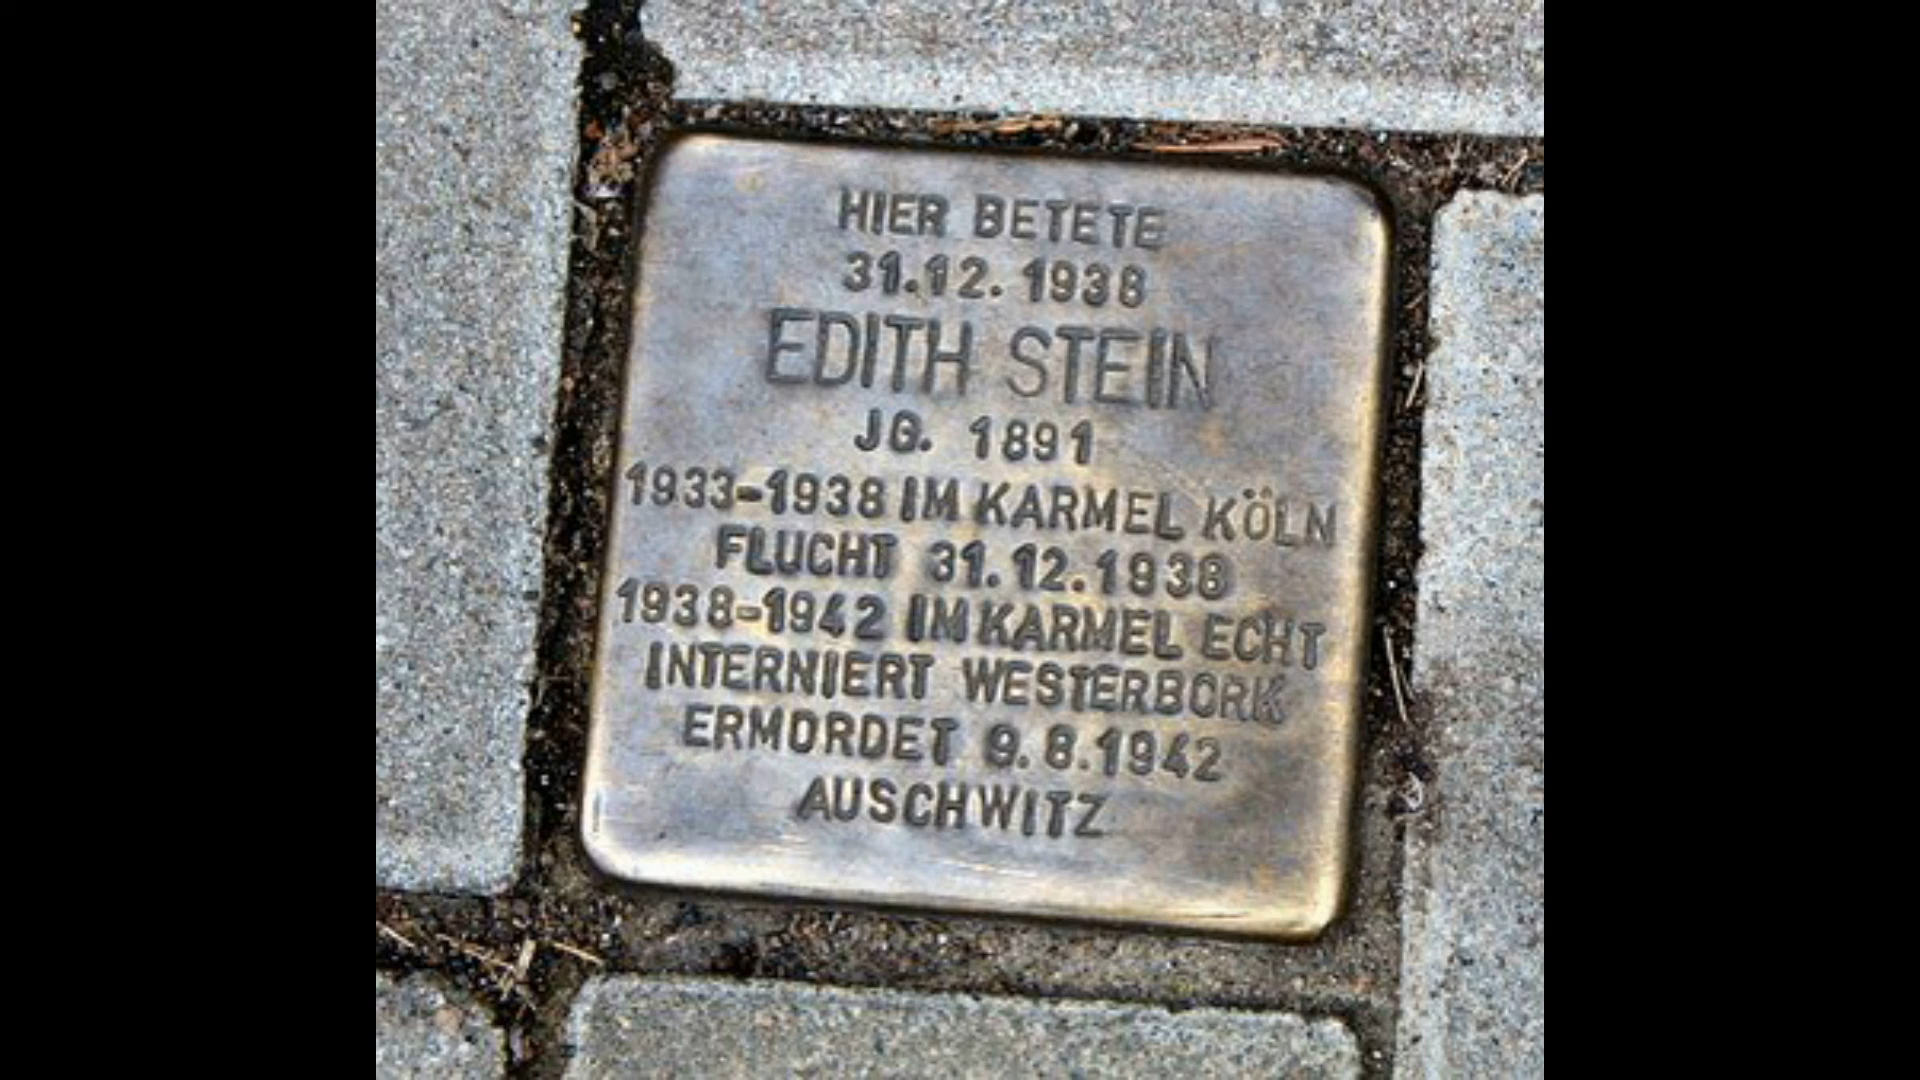 HIER BETETE
31.12. 1938
EDITH STEIN
JG. 1891
1933-1938 IM KARMEL KÖLN
FLUCHT 31.12.1938
1938-1942 IM KARMEL ECHT
INTERNIERT WESTERBORK
ERMORDET 9.8.1942
AUSCHWITZ